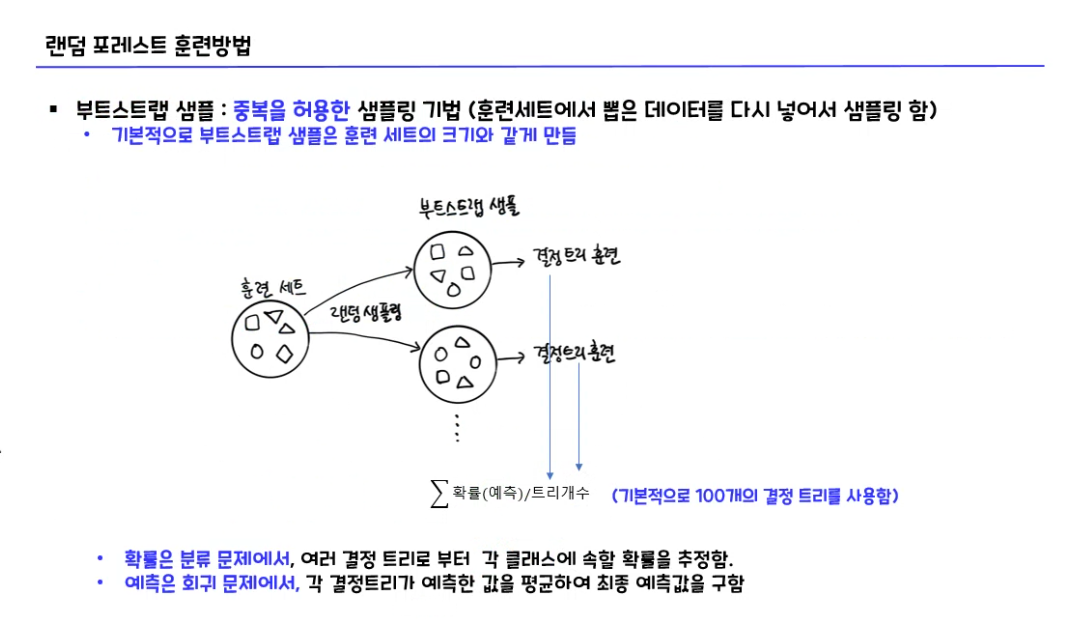 랜덤 포레스트 훈련방법
▪ 부트스트랩 샘플 : 중복을 허용한 샘플링 기법 (훈련세트에서 뽑은 데이터를 다시 넣어서 샘플링 함)
• 기본적으로 부트스트랩 샘플은 훈련 세트의 크기와 같게 만듬
부트스트랩 샘플
결정트리 훈련
훈련 세트
랜덤 샘플링
결정트리 훈련
∑ 확률(예측)/트리개수 (기본적으로 100개의 결정 트리를 사용함)
• 확률은 분류 문제에서, 여러 결정 트리로 부터 각 클래스에 속할 확률을 추정함.
• 예측은 회귀 문제에서, 각 결정트리가 예측한 값을 평균하여 최종 예측값을 구함